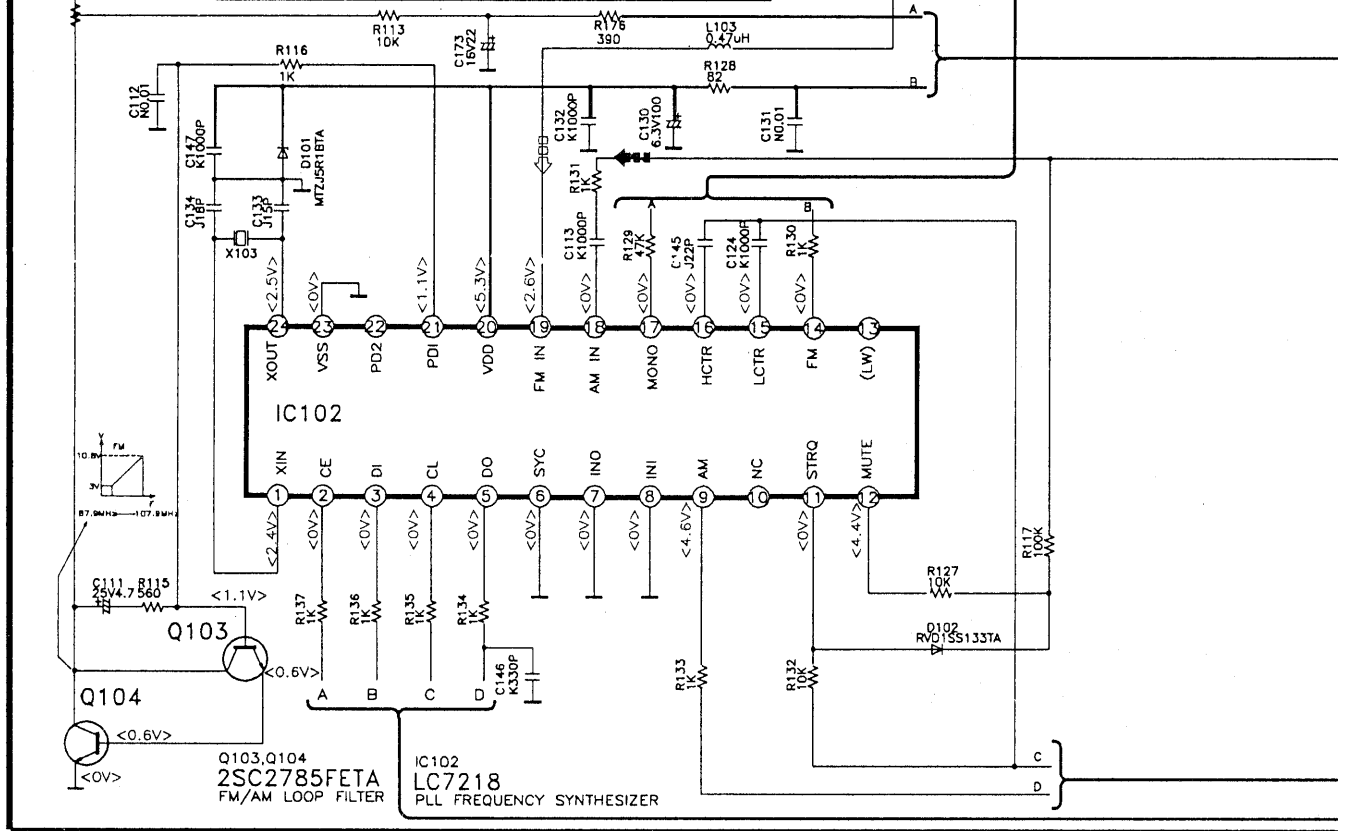 R113
10K
C173
16V22
R176
390
L103
0.47uH
A
R116
1K
R128
82
B
C112
N0.01
C147
K1000P
D101
MTZJ5R1BTA
C132
K1000P
C130
6.3V100
C131
N0.01
R131
1K
C134
J18P
C133
J15P
X103
C113
K1000P
A
R129
47K
C145
J22P
C124
K1000P
B
R130
1K
<2.5V>
<0V>
<1.1V>
<5.3V>
<2.6V>
<0V>
<0V>
<0V>
<0V>
<0V>
24
23
22
21
20
19
18
17
16
15
14
13
XOUT
VSS
PD2
PDI
VDD
FM IN
AM IN
MONO
HCTR
LCTR
FM
(LW)
IC102
XIN
CE
DI
CL
DO
SYC
INO
INI
AM
NC
STRQ
MUTE
1
2
3
4
5
6
7
8
9
10
11
12
<2.4V>
<0V>
<0V>
<0V>
<0V>
<0V>
<0V>
<0V>
<4.6V>
<0V>
<4.4V>
V
FM
10.8V
3V
F
87.9MHz
107.9MHz
R117
100K
R127
10K
C111
25V4.7
R115
560
<1.1V>
Q103
<0.6V>
R137
1K
R136
1K
R135
1K
R134
1K
D102
RVD1SS133TA
C146
K330P
R133
1K
R132
10K
A
B
C
D
Q104
<0.6V>
<0V>
Q103,Q104
2SC2785FETA
FM/AM LOOP FILTER
IC102
LC7218
PLL FREQUENCY SYNTHESIZER
C
D